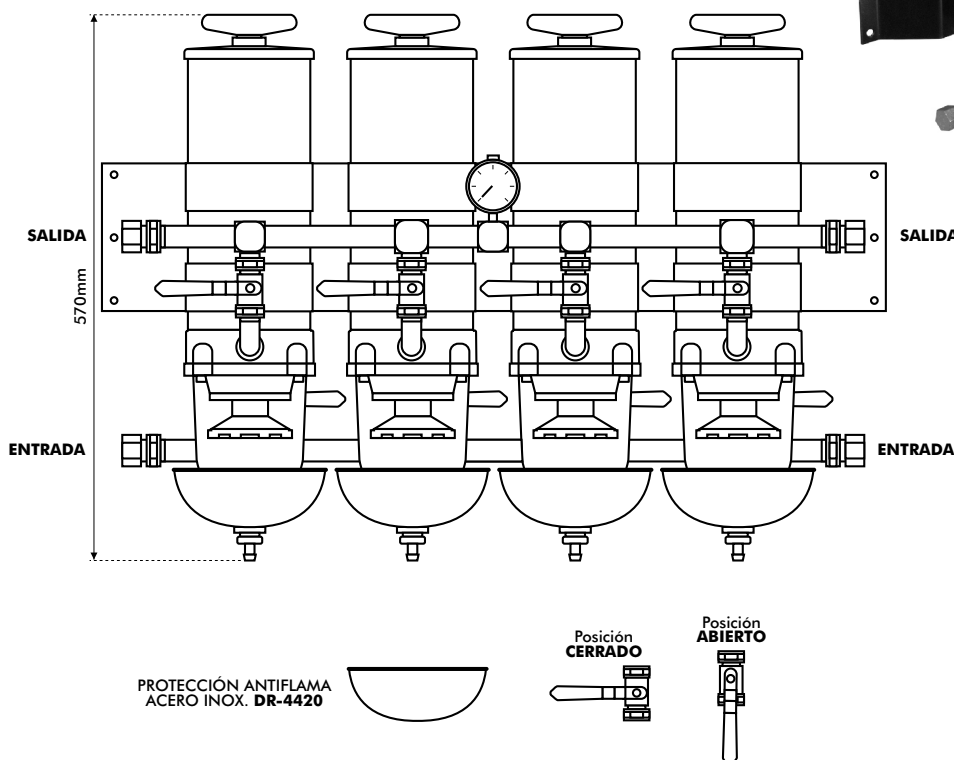 SALIDA
SALIDA
570mm
ENTRADA
ENTRADA
Posición
CERRADO
Posición
ABIERTO
PROTECCIÓN ANTIFLAMA
ACERO INOX. DR-4420